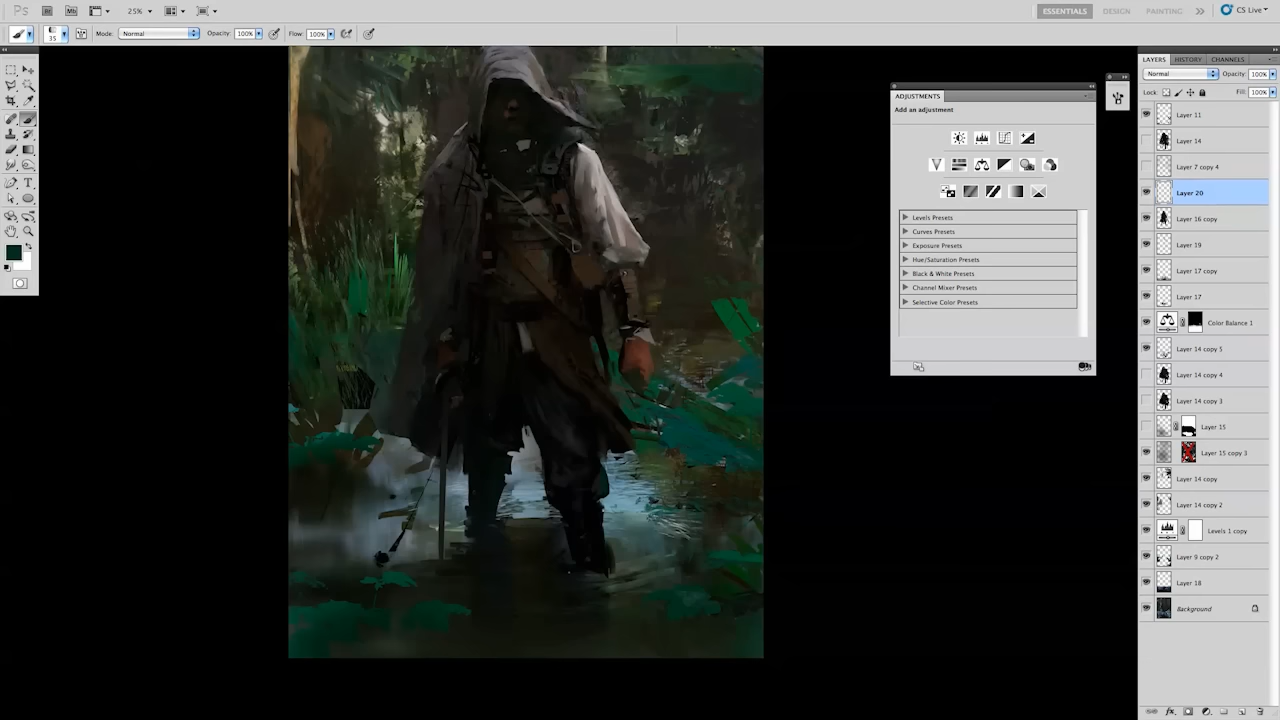 Ps Br Mb 25% ESSENTIALS DESIGN PAINTING CS Live
35 Mode: Normal Opacity: 100% Flow: 100%
LAYERS HISTORY CHANNELS
Normal Opacity: 100%
Lock: Fill: 100%
ADJUSTMENTS
Add an adjustment
Levels Presets
Curves Presets
Exposure Presets
Hue/Saturation Presets
Black & White Presets
Channel Mixer Presets
Selective Color Presets
Layer 11
Layer 14
Layer 7 copy 4
Layer 20
Layer 16 copy
Layer 19
Layer 17 copy
Layer 17
Color Balance 1
Layer 14 copy 5
Layer 14 copy 4
Layer 14 copy 3
Layer 15
Layer 15 copy 3
Layer 14 copy
Layer 14 copy 2
Levels 1 copy
Layer 9 copy 2
Layer 18
Background